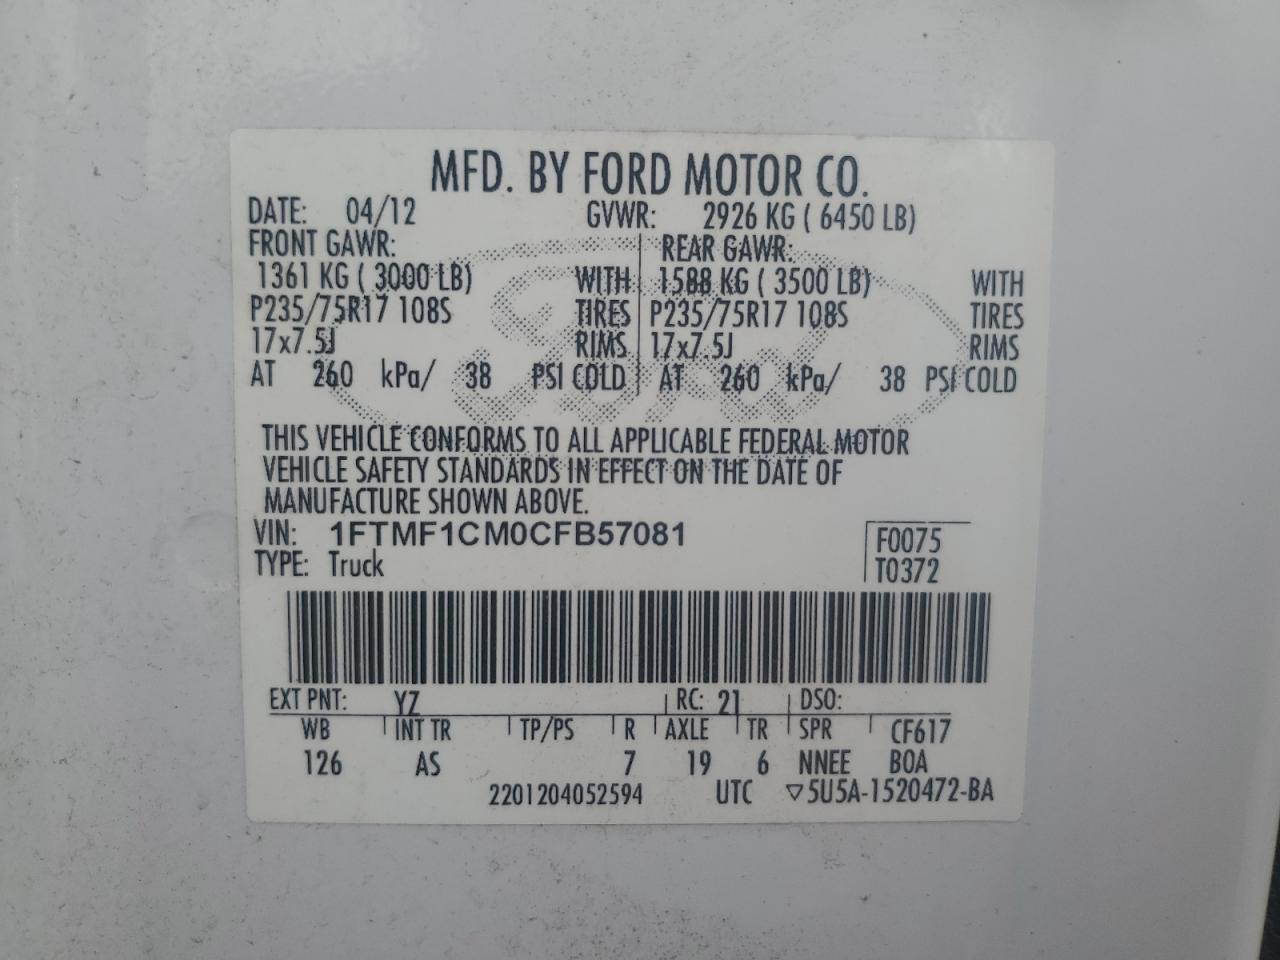 MFD. BY FORD MOTOR CO.
DATE: 04/12 GVWR: 2926 KG ( 6450 LB)
FRONT GAWR: REAR GAWR:
1361 KG ( 3000 LB) WITH 1588 KG ( 3500 LB) WITH
P235/75R17 108S TIRES P235/75R17 108S TIRES
17x7.5J RIMS 17x7.5J RIMS
AT 260 kPa/ 38 PSI COLD AT 260 kPa/ 38 PSI COLD
THIS VEHICLE CONFORMS TO ALL APPLICABLE FEDERAL MOTOR
VEHICLE SAFETY STANDARDS IN EFFECT ON THE DATE OF
MANUFACTURE SHOWN ABOVE.
VIN: 1FTMF1CM0CFB57081 F0075
TYPE: Truck T0372
EXT PNT: YZ RC: 21 DSO:
WB INT TR TP/PS R AXLE TR SPR CF617
126 AS 7 19 6 NNEE BOA
2201204052594 UTC ▽5U5A-1520472-BA